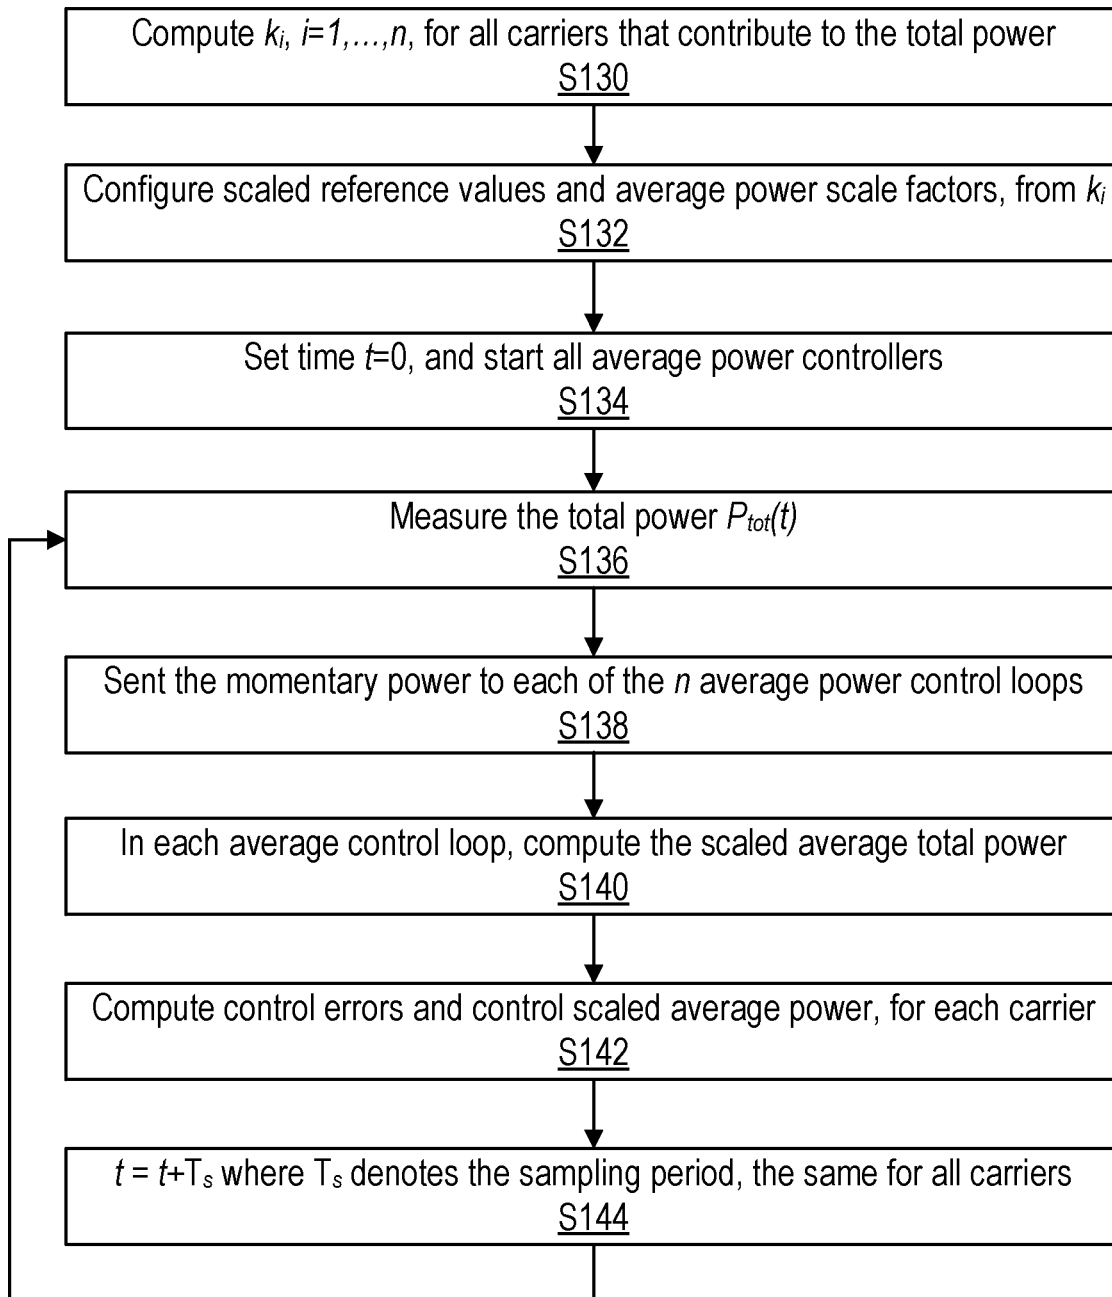 Compute ki, i=1,...,n, for all carriers that contribute to the total power
S130
Configure scaled reference values and average power scale factors, from ki
S132
Set time t=0, and start all average power controllers
S134
Measure the total power Ptot(t)
S136
Sent the momentary power to each of the n average power control loops
S138
In each average control loop, compute the scaled average total power
S140
Compute control errors and control scaled average power, for each carrier
S142
t = t+Ts where Ts denotes the sampling period, the same for all carriers
S144